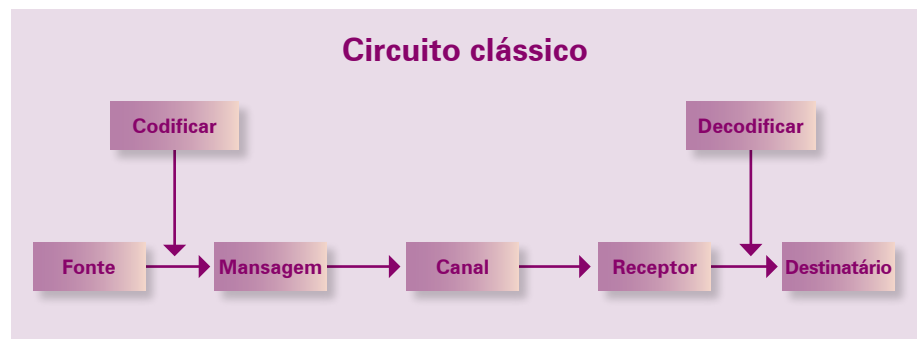 Circuito clássico
Codificar
Decodificar
Fonte
Mansagem
Canal
Receptor
Destinatário